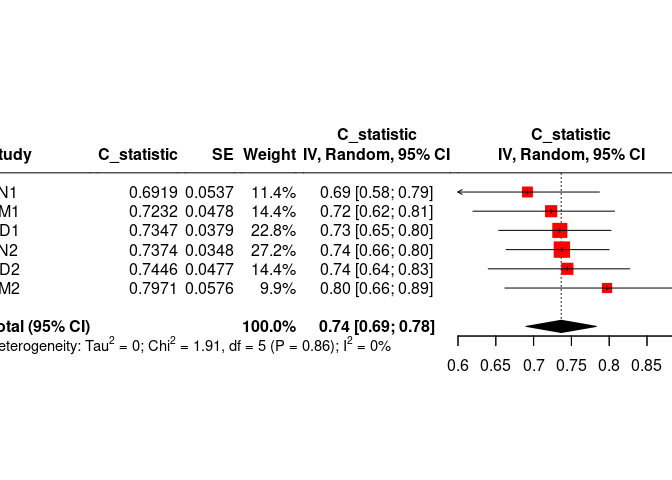 C_statistic C_statistic
tudy C_statistic SE Weight IV, Random, 95% CI IV, Random, 95% CI
N1 0.6919 0.0537 11.4% 0.69 [0.58; 0.79]
M1 0.7232 0.0478 14.4% 0.72 [0.62; 0.81]
D1 0.7347 0.0379 22.8% 0.73 [0.65; 0.80]
N2 0.7374 0.0348 27.2% 0.74 [0.66; 0.80]
D2 0.7446 0.0477 14.4% 0.74 [0.64; 0.83]
M2 0.7971 0.0576 9.9% 0.80 [0.66; 0.89]
otal (95% CI) 100.0% 0.74 [0.69; 0.78]
eterogeneity: Tau² = 0; Chi² = 1.91, df = 5 (P = 0.86); I² = 0%
0.6 0.65 0.7 0.75 0.8 0.85